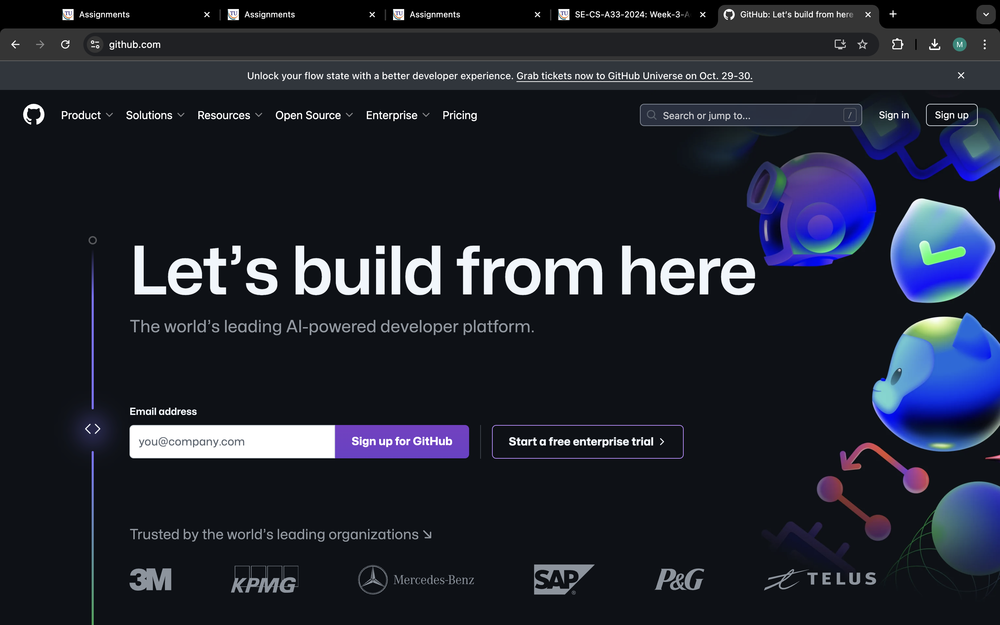 Assignments
Assignments
Assignments
SE-CS-A33-2024: Week-3-A
GitHub: Let's build from here
github.com
M
Unlock your flow state with a better developer experience. Grab tickets now to GitHub Universe on Oct. 29-30.
Product Solutions Resources Open Source Enterprise Pricing
Search or jump to... /
Sign in
Sign up
Let's build from here
The world's leading AI-powered developer platform.
Email address
you@company.com
Sign up for GitHub
Start a free enterprise trial
Trusted by the world's leading organizations
3M KPMG Mercedes-Benz SAP® P&G TELUS